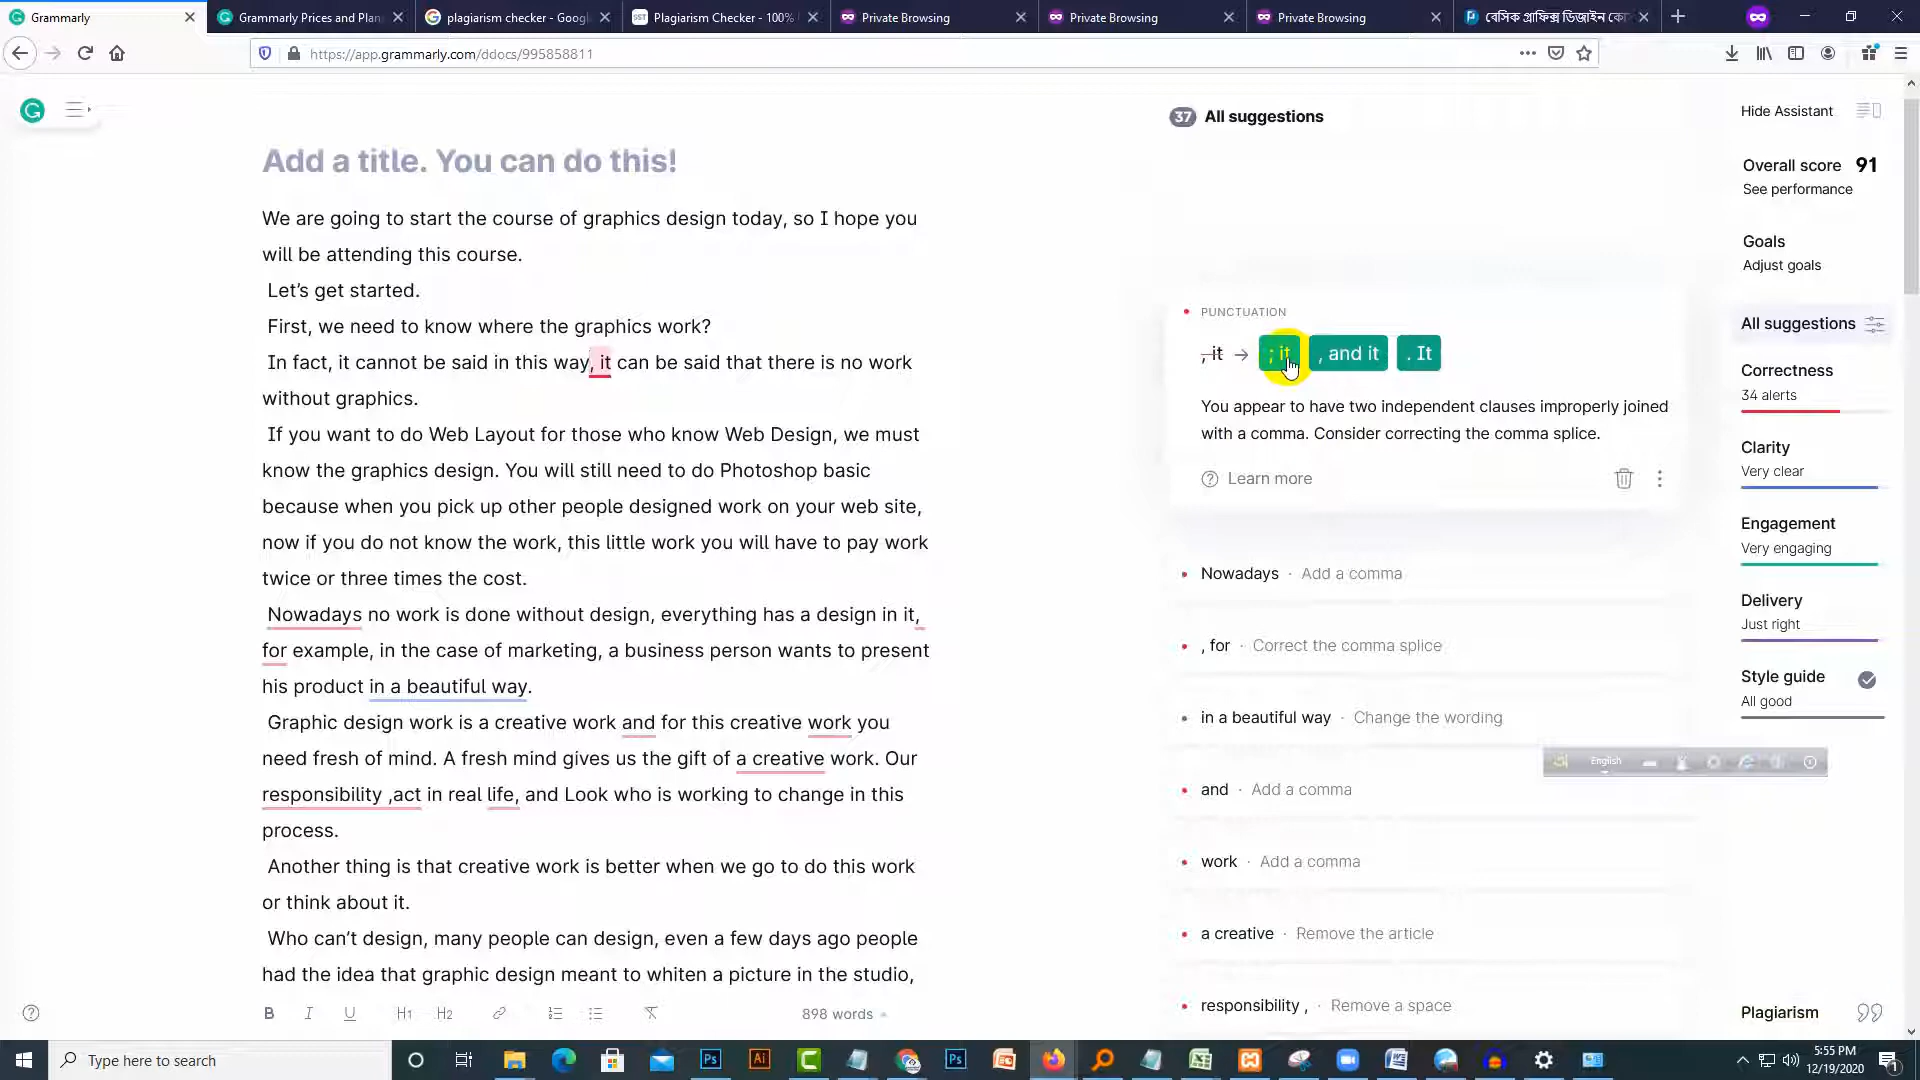 Grammarly
Grammarly Prices and Plan
plagiarism checker - Goog
Plagiarism Checker - 100%
Private Browsing
Private Browsing
Private Browsing
বেসিক গ্রাফিক্স ডিজাইন কো
https://app.grammarly.com/ddocs/995858811
37 All suggestions
Hide Assistant
Add a title. You can do this!
We are going to start the course of graphics design today, so I hope you
will be attending this course.
Let's get started.
First, we need to know where the graphics work?
In fact, it cannot be said in this way, it can be said that there is no work
without graphics.
If you want to do Web Layout for those who know Web Design, we must
know the graphics design. You will still need to do Photoshop basic
because when you pick up other people designed work on your web site,
now if you do not know the work, this little work you will have to pay work
twice or three times the cost.
Nowadays no work is done without design, everything has a design in it,
for example, in the case of marketing, a business person wants to present
his product in a beautiful way.
Graphic design work is a creative work and for this creative work you
need fresh of mind. A fresh mind gives us the gift of a creative work. Our
responsibility ,act in real life, and Look who is working to change in this
process.
Another thing is that creative work is better when we go to do this work
or think about it.
Who can't design, many people can design, even a few days ago people
had the idea that graphic design meant to whiten a picture in the studio,
B I U H1 H2
898 words
PUNCTUATION
, it → ; it , and it . It
You appear to have two independent clauses improperly joined
with a comma. Consider correcting the comma splice.
Learn more
Nowadays · Add a comma
, for · Correct the comma splice
in a beautiful way · Change the wording
and · Add a comma
work · Add a comma
a creative · Remove the article
responsibility , · Remove a space
Overall score 91
See performance
Goals
Adjust goals
All suggestions
Correctness
34 alerts
Clarity
Very clear
Engagement
Very engaging
Delivery
Just right
Style guide
All good
English
Plagiarism
Type here to search
5:55 PM
12/19/2020
1